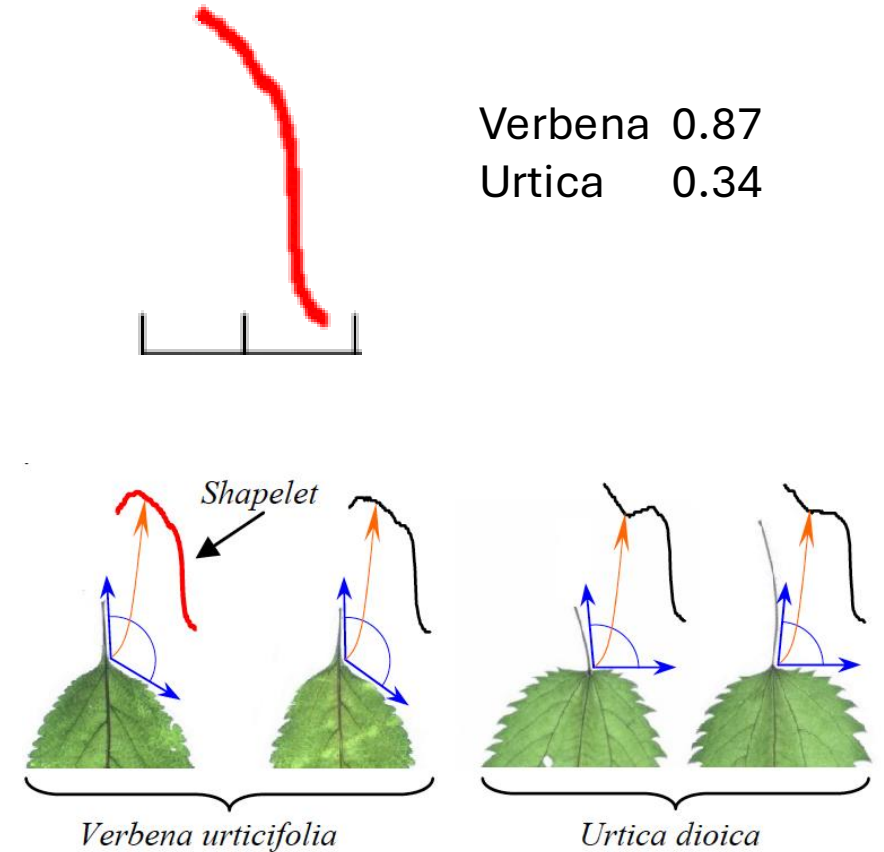 Verbena 0.87
Urtica 0.34
Shapelet
Verbena urticifolia
Urtica dioica